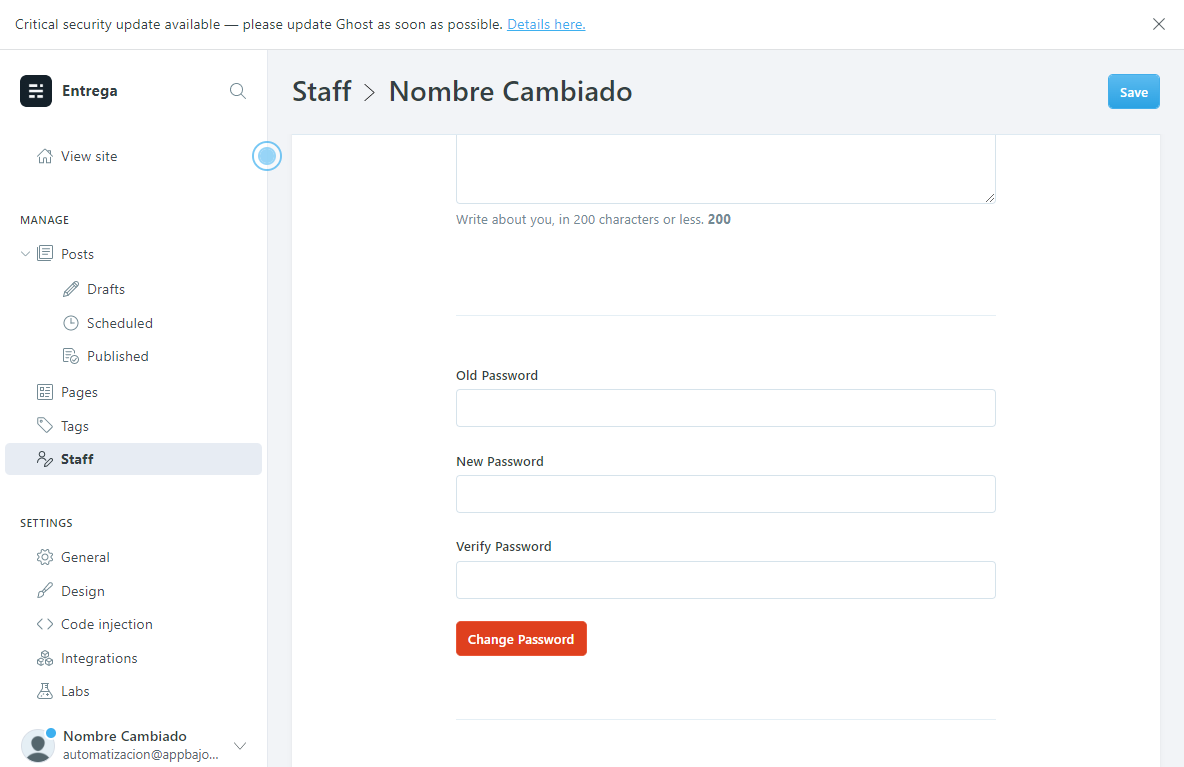 Critical security update available — please update Ghost as soon as possible. Details here.
Entrega
Staff > Nombre Cambiado
Save
View site
Write about you, in 200 characters or less. 200
MANAGE
Posts
Drafts
Scheduled
Published
Pages
Tags
Staff
Old Password
New Password
Verify Password
Change Password
SETTINGS
General
Design
Code injection
Integrations
Labs
Nombre Cambiado
automatizacion@appbajo...